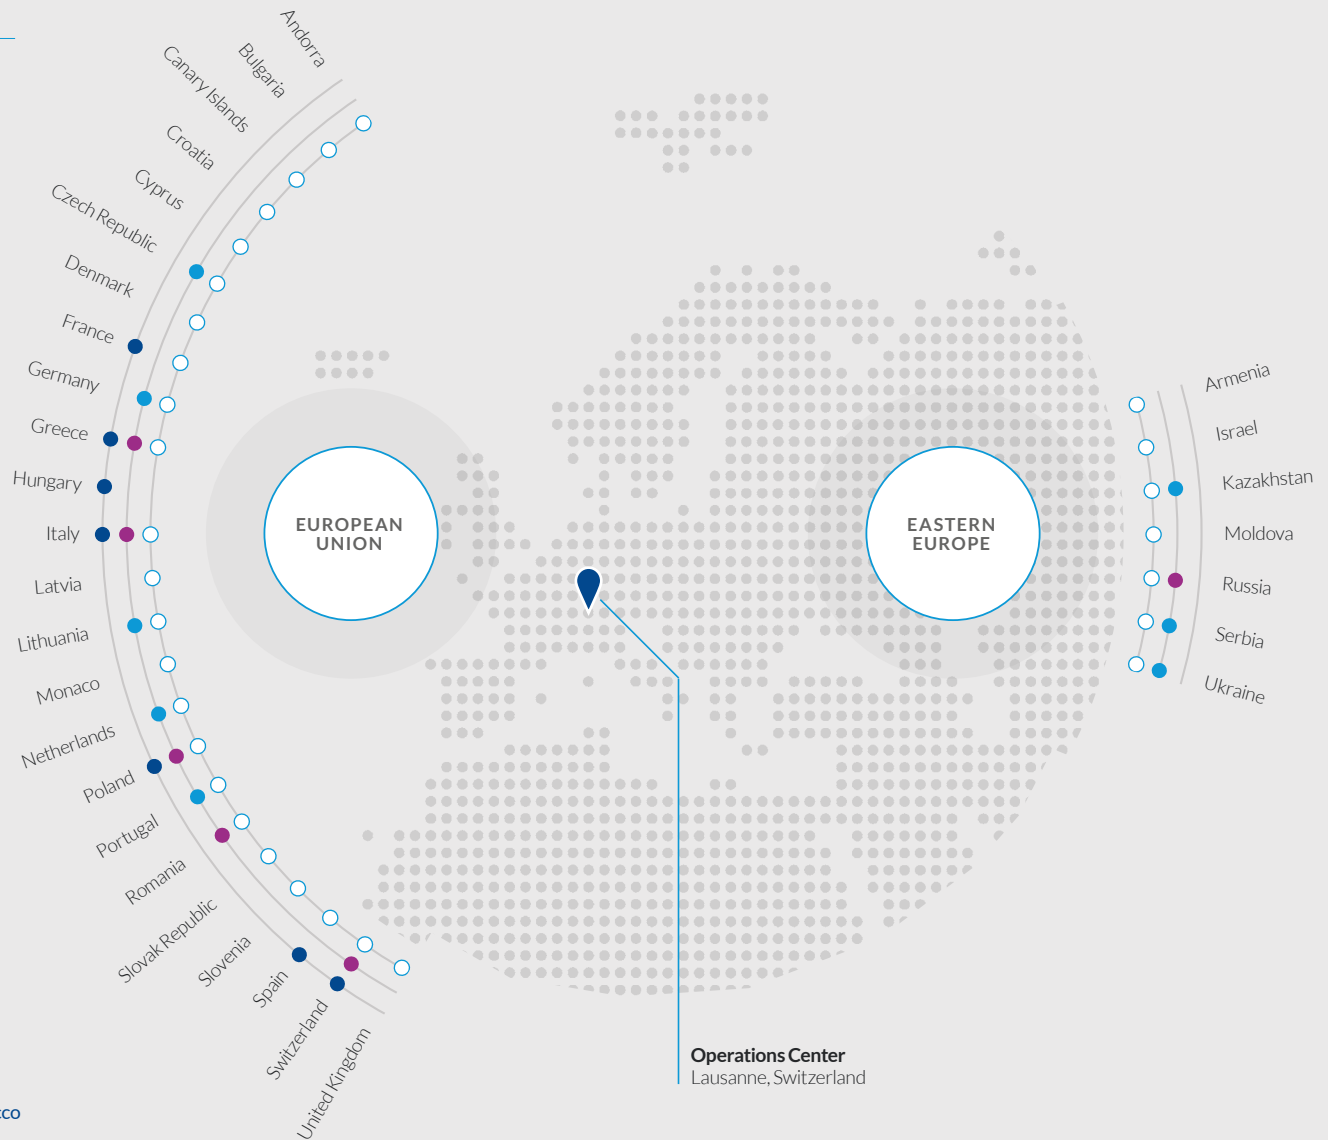 Andorra
Bulgaria
Canary Islands
Croatia
Cyprus
Czech Republic
Denmark
France
Germany
Greece
Hungary
Italy
Latvia
Lithuania
Monaco
Netherlands
Poland
Portugal
Romania
Slovak Republic
Slovenia
Spain
Switzerland
United Kingdom
EUROPEAN
UNION
EASTERN
EUROPE
Armenia
Israel
Kazakhstan
Moldova
Russia
Serbia
Ukraine
Operations Center
Lausanne, Switzerland